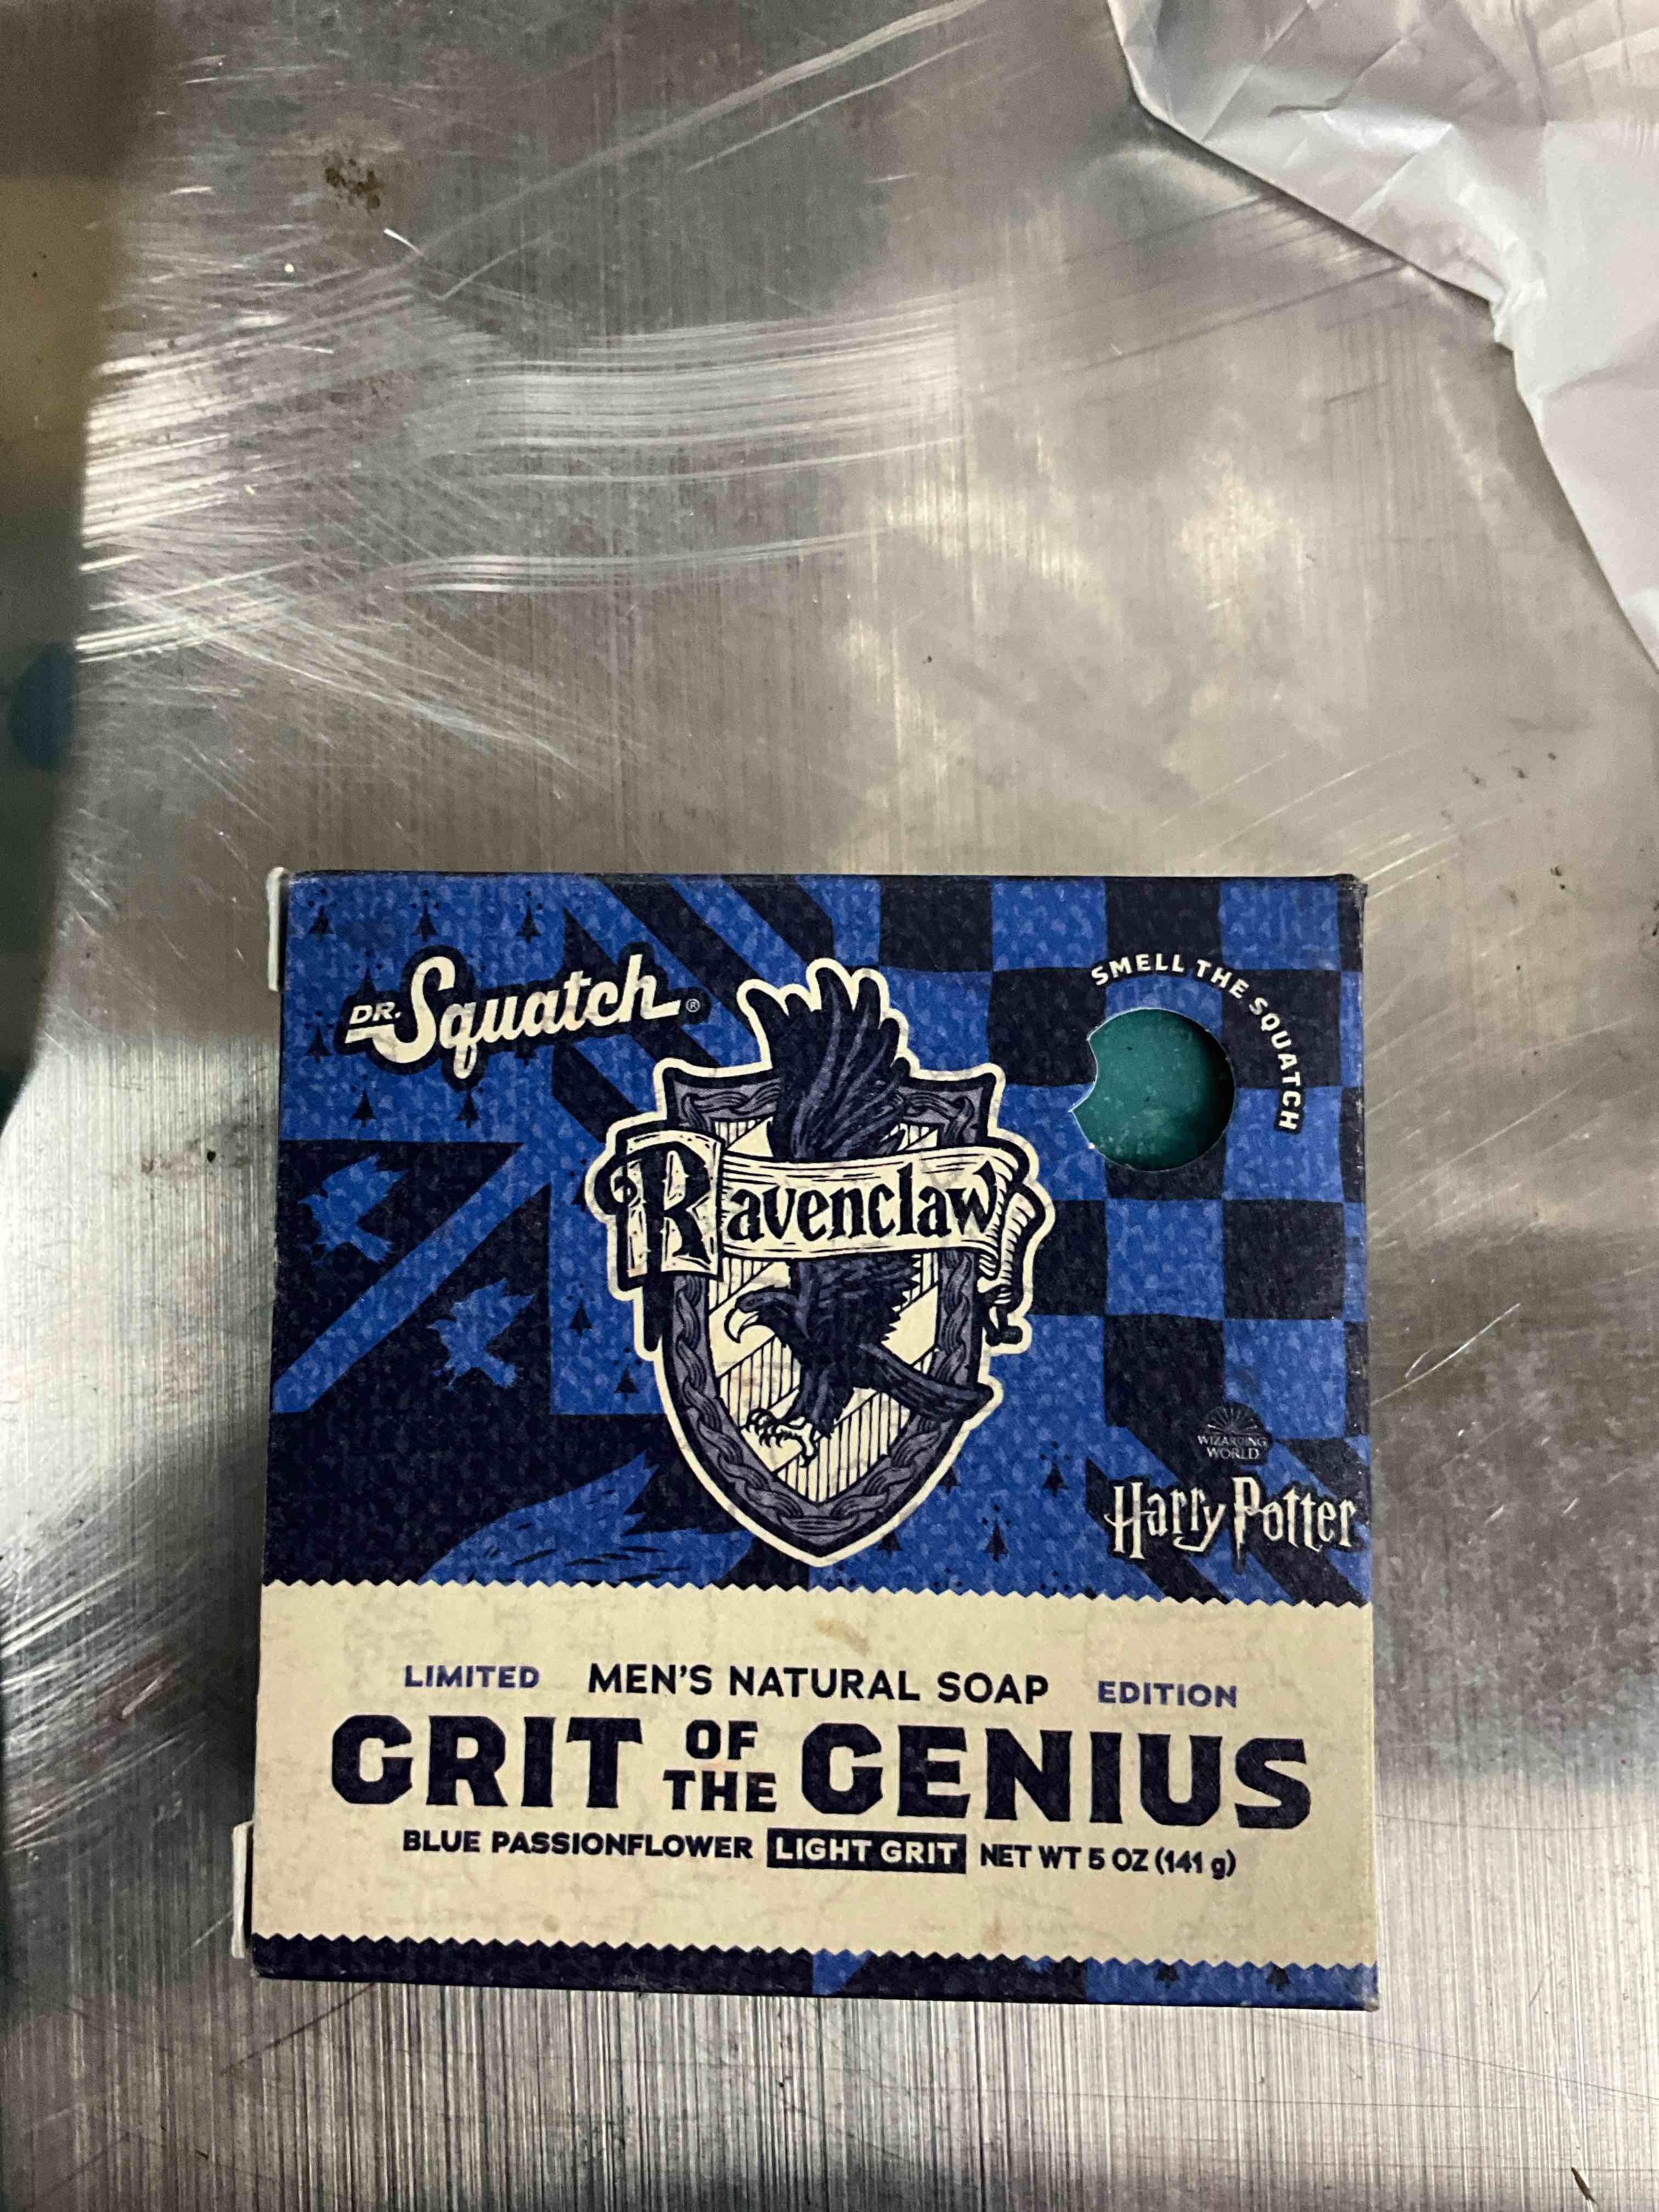 DR. Squatch®
SMELL THE SQUATCH
Ravenclaw
WIZARDING
WORLD
Harry Potter
LIMITED MEN'S NATURAL SOAP EDITION
GRIT OF THE GENIUS
BLUE PASSIONFLOWER LIGHT GRIT NET WT 5 OZ (141 g)